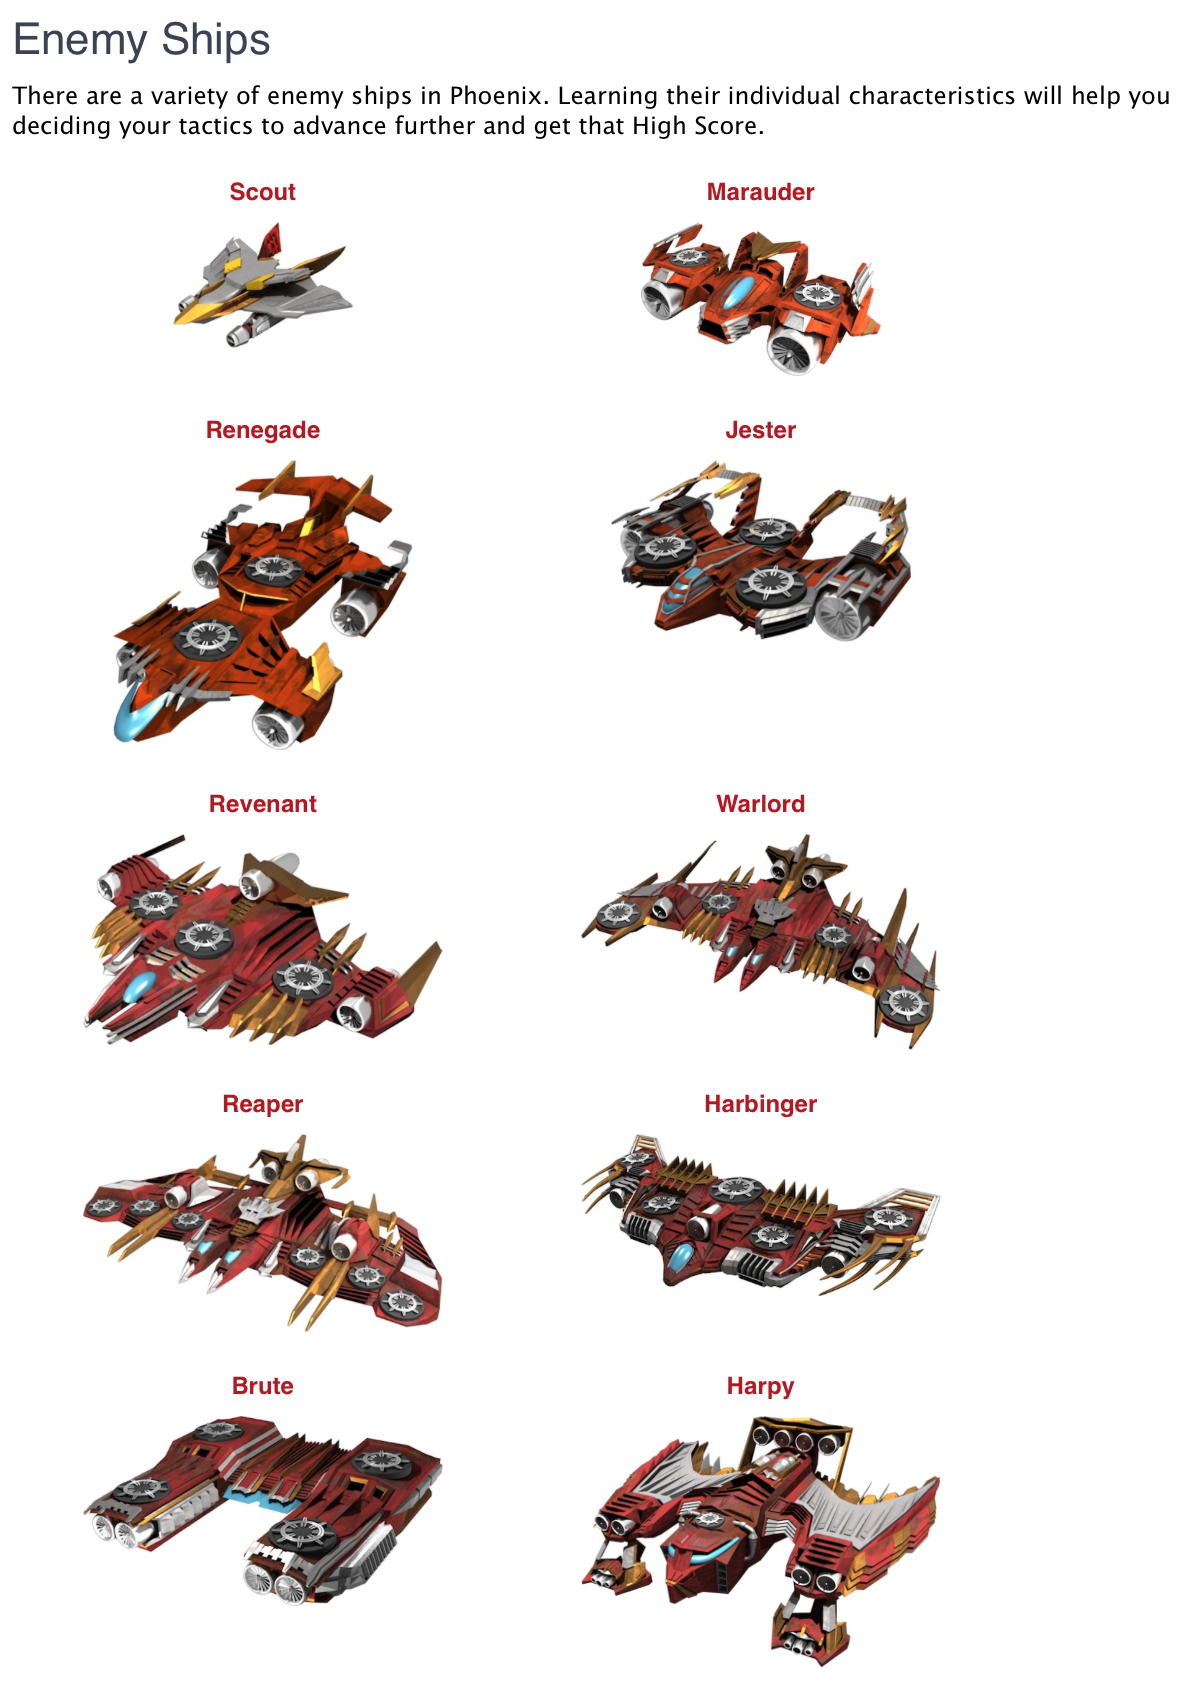 Enemy Ships
There are a variety of enemy ships in Phoenix. Learning their individual characteristics will help you
deciding your tactics to advance further and get that High Score.
Scout
Marauder
Renegade
Jester
Revenant
Warlord
Reaper
Harbinger
Brute
Harpy